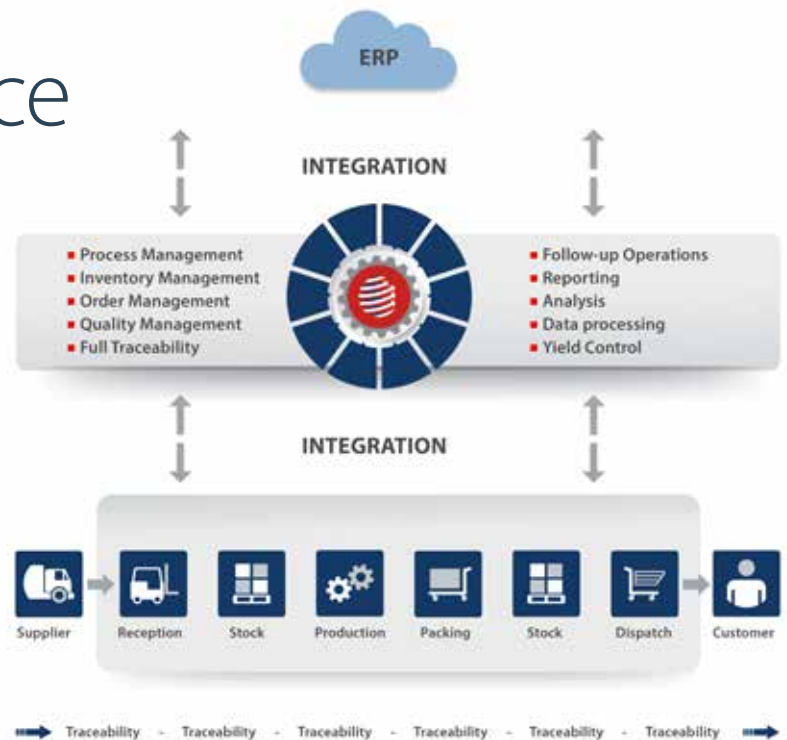 ce
ERP
INTEGRATION
Process Management
Inventory Management
Order Management
Quality Management
Full Traceability
Follow-up Operations
Reporting
Analysis
Data processing
Yield Control
INTEGRATION
Supplier
Reception
Stock
Production
Packing
Stock
Dispatch
Customer
Traceability - Traceability - Traceability - Traceability - Traceability - Traceability